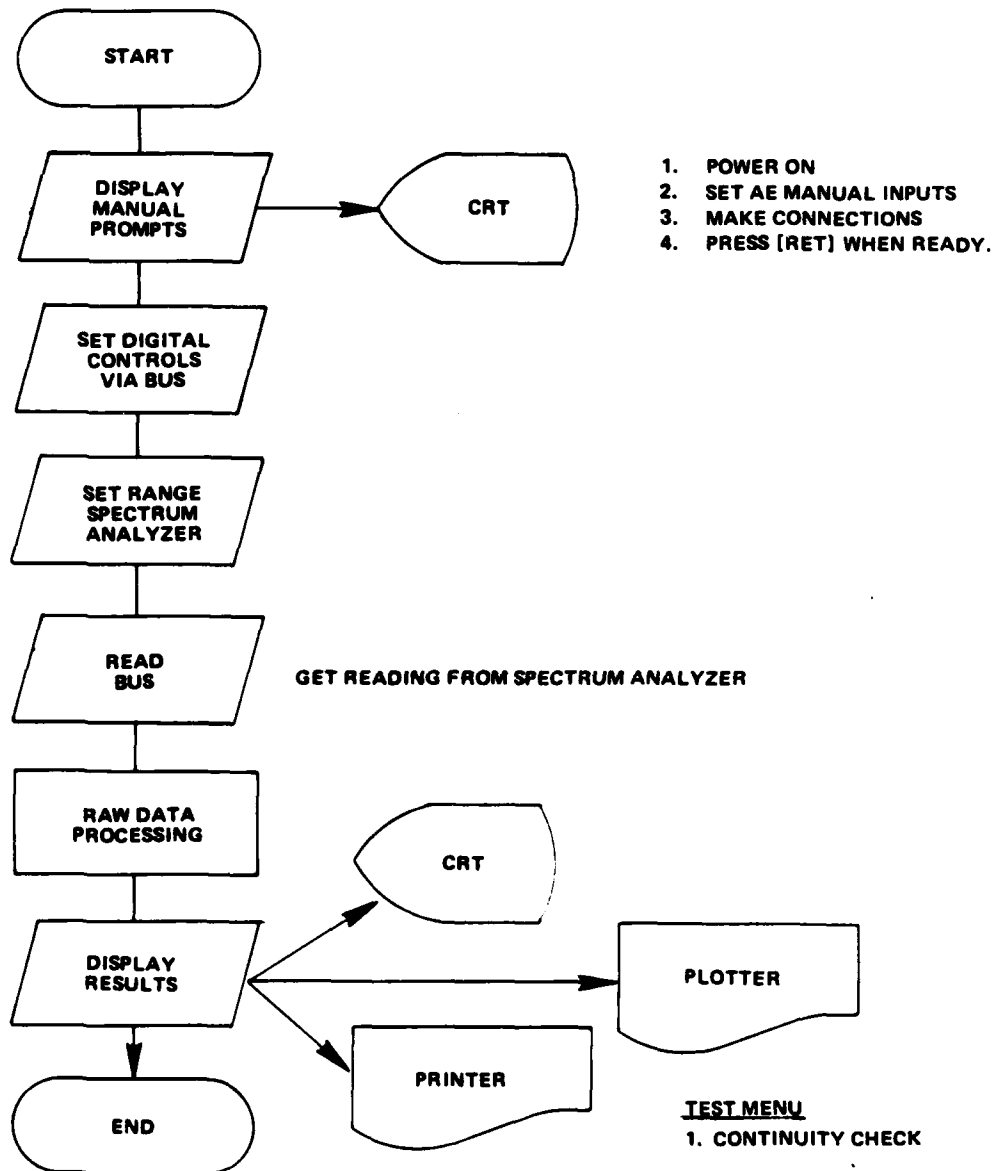 START
DISPLAY
MANUAL
PROMPTS
CRT
1. POWER ON
2. SET AE MANUAL INPUTS
3. MAKE CONNECTIONS
4. PRESS [RET] WHEN READY.
SET DIGITAL
CONTROLS
VIA BUS
SET RANGE
SPECTRUM
ANALYZER
READ
BUS
GET READING FROM SPECTRUM ANALYZER
RAW DATA
PROCESSING
CRT
DISPLAY
RESULTS
PLOTTER
PRINTER
END
TEST MENU
1. CONTINUITY CHECK